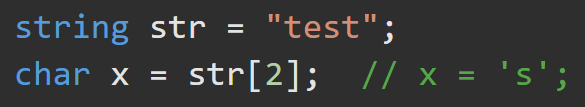 string str = "test";
char x = str[2];  // x = 's';